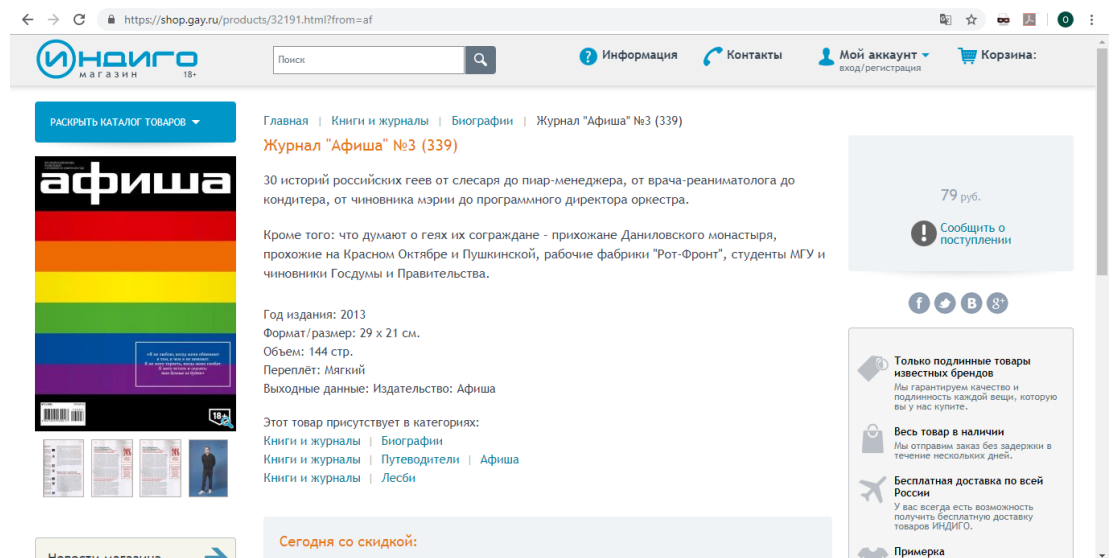 https://shop.gay.ru/products/32191.html?from=af
ИНДИГО
магазин 18+
Поиск
Информация
Контакты
Мой аккаунт
вход/регистрация
Корзина:
РАСКРЫТЬ КАТАЛОГ ТОВАРОВ
Главная | Книги и журналы | Биографии | Журнал "Афиша" №3 (339)
Журнал "Афиша" №3 (339)
афиша
18+
30 историй российских геев от слесаря до пиар-менеджера, от врача-реаниматолога до
кондитера, от чиновника мэрии до программного директора оркестра.
Кроме того: что думают о геях их сограждане - прихожане Даниловского монастыря,
прохожие на Красном Октябре и Пушкинской, рабочие фабрики "Рот-Фронт", студенты МГУ и
чиновники Госдумы и Правительства.
Год издания: 2013
Формат/размер: 29 х 21 см.
Объем: 144 стр.
Переплёт: Мягкий
Выходные данные: Издательство: Афиша
Этот товар присутствует в категориях:
Книги и журналы | Биографии
Книги и журналы | Путеводители | Афиша
Книги и журналы | Лесби
Сегодня со скидкой:
Новости магазина
79 руб.
Сообщить о
поступлении
Только подлинные товары
известных брендов
Мы гарантируем качество и
подлинность каждой вещи, которую
вы у нас купите.
Весь товар в наличии
Мы отправим заказ без задержки в
течение нескольких дней.
Бесплатная доставка по всей
России
У вас всегда есть возможность
получить бесплатную доставку
товаров ИНДИГО.
Примерка